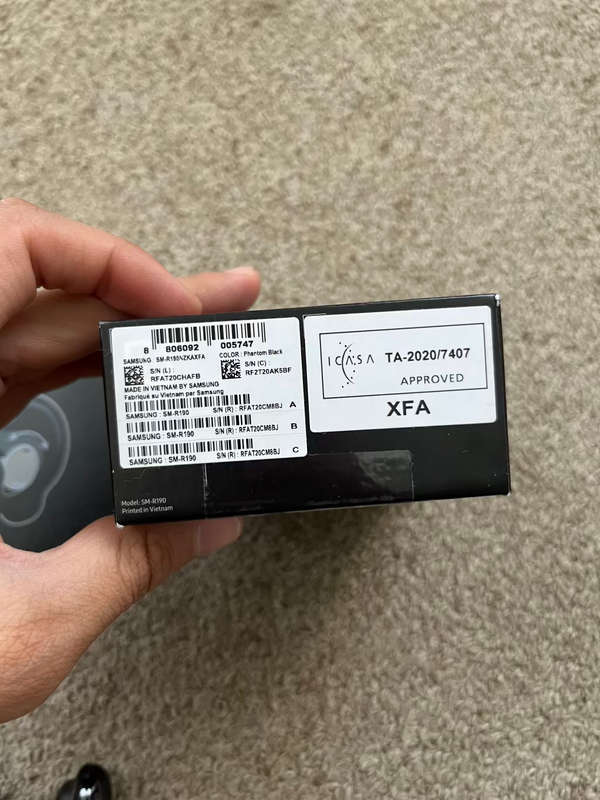 8 806092 005747
SAMSUNG SM-R190NZKAXFA COLOR : Phantom Black
S/N (L) :
RFAT20CHAFB
S/N (C) :
RF2T20AK5BF
MADE IN VIETNAM BY SAMSUNG
Fabriqué au Vietnam par Samsung
SAMSUNG : SM-R190 S/N (R) : RFAT20CM8BJ A
SAMSUNG : SM-R190 S/N (R) : RFAT20CM8BJ B
SAMSUNG : SM-R190 S/N (R) : RFAT20CM8BJ C
Model: SM-R190
Printed in Vietnam
ICASA TA-2020/7407
APPROVED
XFA